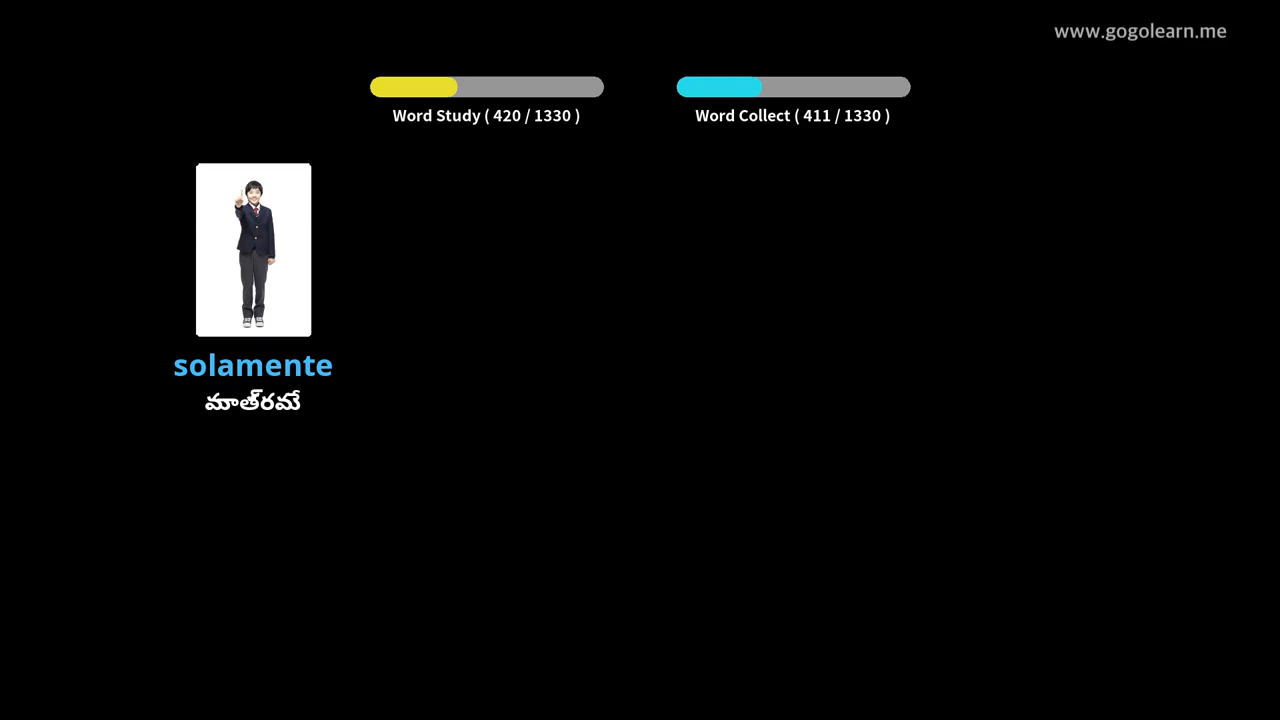 www.gogolearn.me
Word Study ( 420 / 1330 )
Word Collect ( 411 / 1330 )
solamente
మాత్రమే